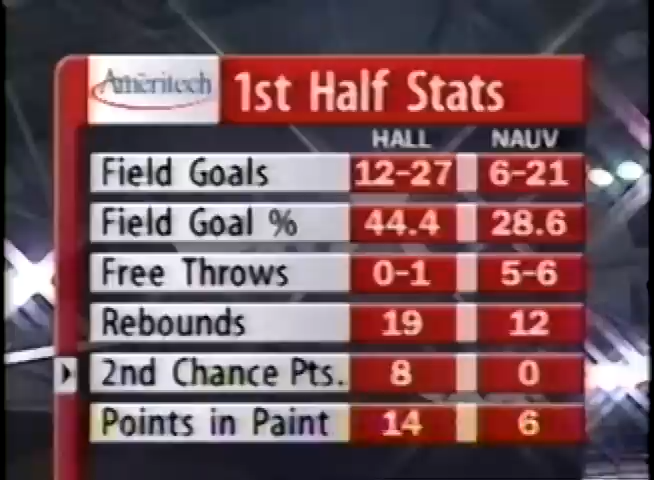 Ameritech
1st Half Stats
HALL NAUV
Field Goals 12-27 6-21
Field Goal % 44.4 28.6
Free Throws 0-1 5-6
Rebounds 19 12
2nd Chance Pts. 8 0
Points in Paint 14 6